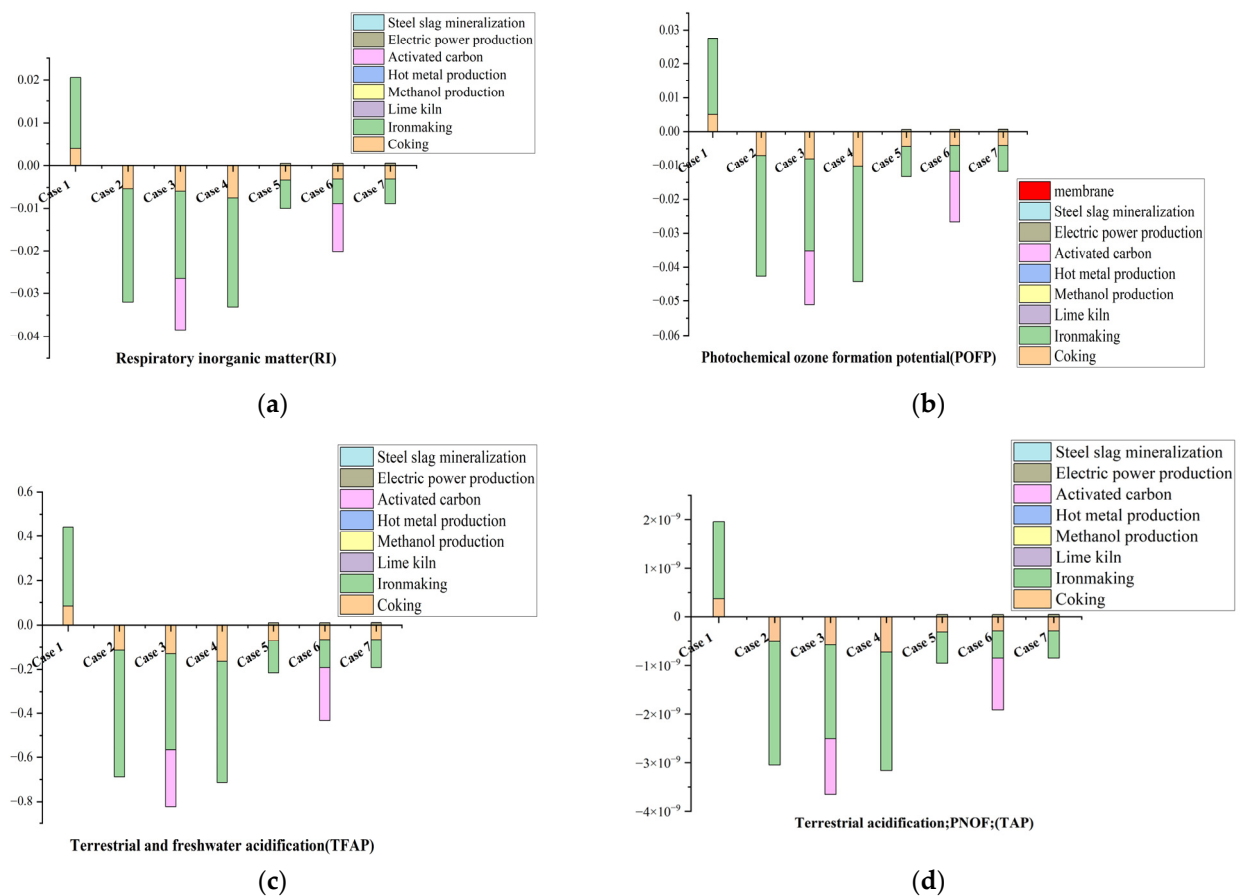 Steel slag mineralization
Electric power production
Activated carbon
Hot metal production
Methanol production
Lime kiln
Ironmaking
Coking
0.02
0.01
0.00
−0.01
−0.02
−0.03
−0.04
Case 1
Case 2
Case 3
Case 4
Case 5
Case 6
Case 7
Respiratory inorganic matter(RI)
(a)
0.03
0.02
0.01
0.00
−0.01
−0.02
−0.03
−0.04
−0.05
−0.06
Case 1
Case 2
Case 3
Case 4
Case 5
Case 6
Case 7
membrane
Steel slag mineralization
Electric power production
Activated carbon
Hot metal production
Methanol production
Lime kiln
Ironmaking
Coking
Photochemical ozone formation potential(POFP)
(b)
Steel slag mineralization
Electric power production
Activated carbon
Hot metal production
Methanol production
Lime kiln
Ironmaking
Coking
0.6
0.4
0.2
0.0
−0.2
−0.4
−0.6
−0.8
Case 1
Case 2
Case 3
Case 4
Case 5
Case 6
Case 7
Terrestrial and freshwater acidification(TFAP)
(c)
Steel slag mineralization
Electric power production
Activated carbon
Hot metal production
Methanol production
Lime kiln
Ironmaking
Coking
2×10⁻⁹
1×10⁻⁹
0
−1×10⁻⁹
−2×10⁻⁹
−3×10⁻⁹
−4×10⁻⁹
Case 1
Case 2
Case 3
Case 4
Case 5
Case 6
Case 7
Terrestrial acidification;PNOF;(TAP)
(d)